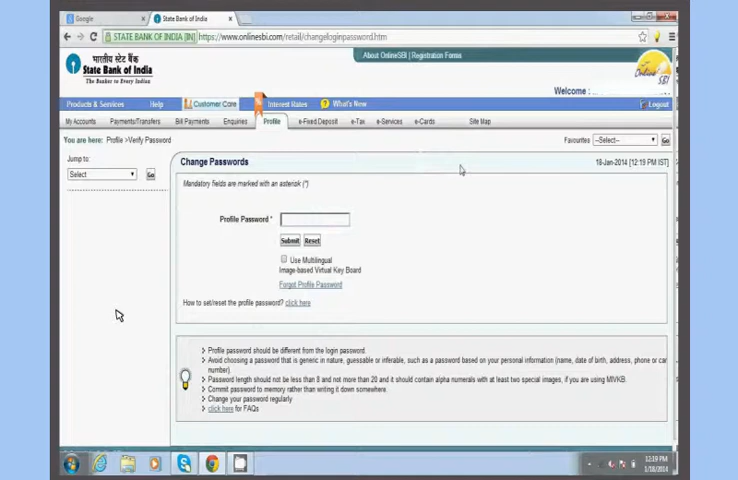 Google
State Bank of India
STATE BANK OF INDIA [IN] https://www.onlinesbi.com/retail/changeloginpassword.htm
भारतीय स्टेट बैंक
State Bank of India
The Banker to Every Indian
About OnlineSBI | Registration Forms
Online SBI
Welcome :
Products & Services Help Customer Care Interest Rates What's New Logout
My Accounts Payments/Transfers Bill Payments Enquiries Profile e-Fixed Deposit e-Tax e-Services e-Cards Site Map
You are here: Profile >Verify Password
Favourites --Select-- Go
Jump to:
Select Go
Change Passwords
18-Jan-2014 [12:19 PM IST]
Mandatory fields are marked with an asterisk (*)
Profile Password *
Submit Reset
Use Multilingual
Image-based Virtual Key Board
Forgot Profile Password
How to set/reset the profile password? click here
Profile password should be different from the login password.
Avoid choosing a password that is generic in nature, guessable or inferable, such as a password based on your personal information (name, date of birth, address, phone or car
number).
Password length should not be less than 8 and not more than 20 and it should contain alpha numerals with at least two special images, if you are using MIVKB.
Commit password to memory rather than writing it down somewhere.
Change your password regularly
click here for FAQs
12:19 PM
1/18/2014